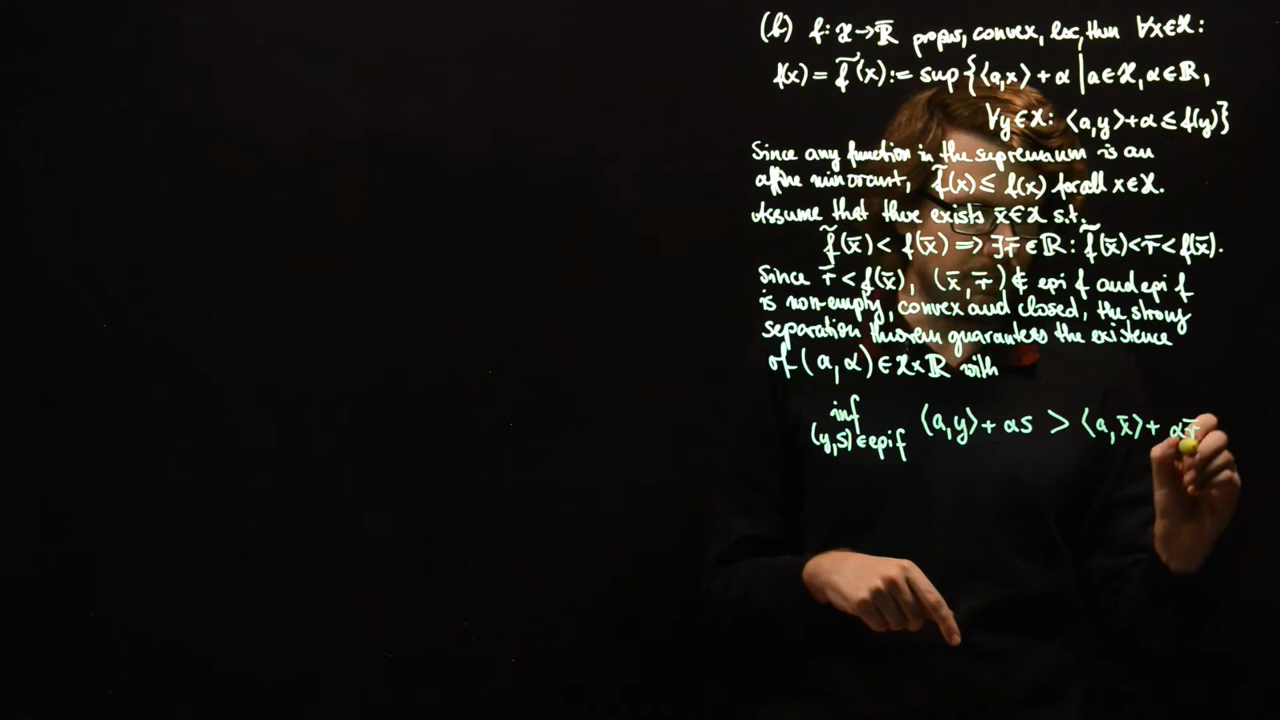 (b) f: X → R̄ proper, convex, lsc, then ∀x∈X:
f(x) = f̃(x) := sup{⟨a,x⟩ + α | a∈X, α∈R,
∀y∈X: ⟨a,y⟩+α ≤ f(y)}
Since any function in the supremum is an
affine minorant, f̃(x) ≤ f(x) for all x∈X.
Assume that there exists x̄∈X s.t.
f̃(x̄) < f(x̄) ⟹ ∃r̄∈R: f̃(x̄)<r̄<f(x̄).
Since r̄<f(x̄), (x̄,r̄)∉ epi f and epi f
is non-empty, convex and closed, the strong
separation theorem guarantees the existence
of (a,α)∈X×R with
inf ⟨a,y⟩+αs > ⟨a,x̄⟩+αr̄
(y,s)∈epi f